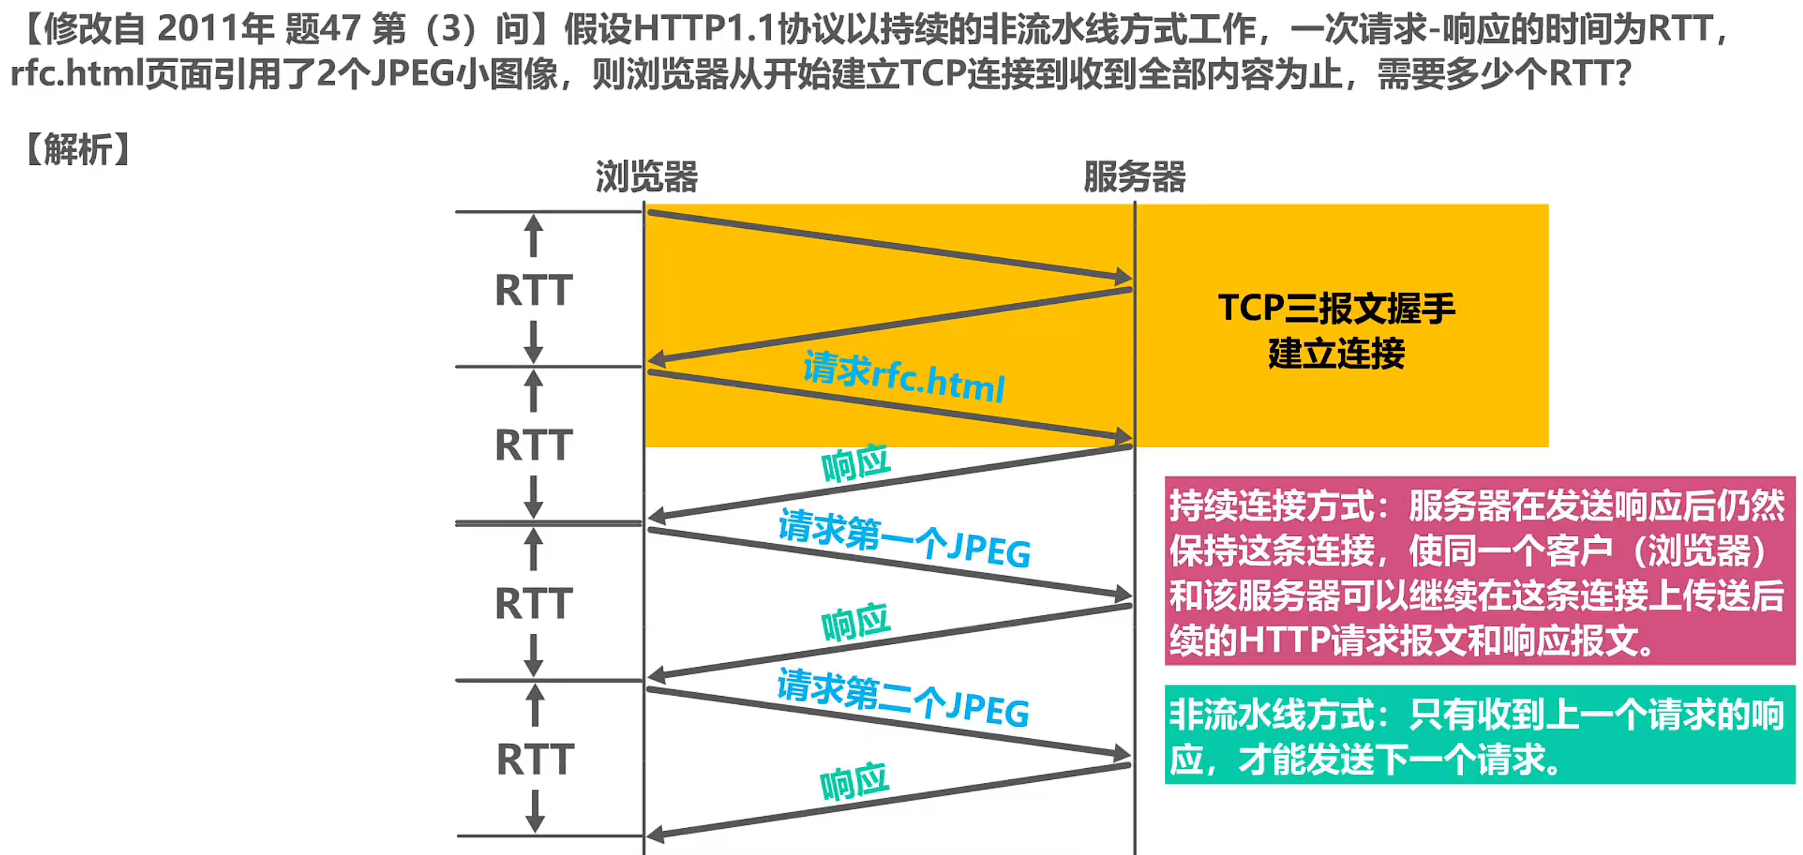 【修改自 2011年 题47 第（3）问】假设HTTP1.1协议以持续的非流水线方式工作，一次请求-响应的时间为RTT，
rfc.html页面引用了2个JPEG小图像，则浏览器从开始建立TCP连接到收到全部内容为止，需要多少个RTT？
【解析】
浏览器
服务器
RTT
TCP三报文握手
建立连接
请求rfc.html
RTT
响应
请求第一个JPEG
RTT
响应
请求第二个JPEG
RTT
响应
持续连接方式：服务器在发送响应后仍然
保持这条连接，使同一个客户（浏览器）
和该服务器可以继续在这条连接上传送后
续的HTTP请求报文和响应报文。
非流水线方式：只有收到上一个请求的响
应，才能发送下一个请求。